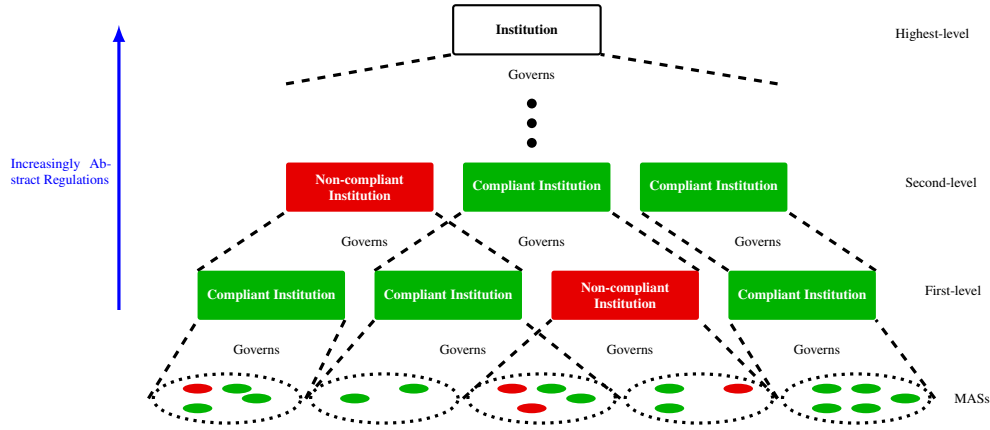 Institution
Highest-level
Governs
Increasingly Ab-
stract Regulations
Non-compliant
Institution
Compliant Institution
Compliant Institution
Second-level
Governs
Governs
Governs
Compliant Institution
Compliant Institution
Non-compliant
Institution
Compliant Institution
First-level
Governs
Governs
Governs
Governs
MASs